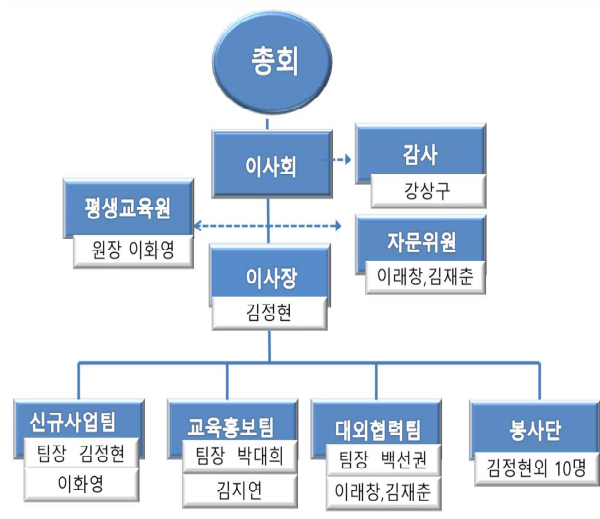 총회
이사회
감사
강상구
평생교육원
원장 이화영
자문위원
이래창,김재춘
이사장
김정현
신규사업팀
팀장 김정현
이화영
교육홍보팀
팀장 박대희
김지연
대외협력팀
팀장 백선권
이래창,김재춘
봉사단
김정현외 10명